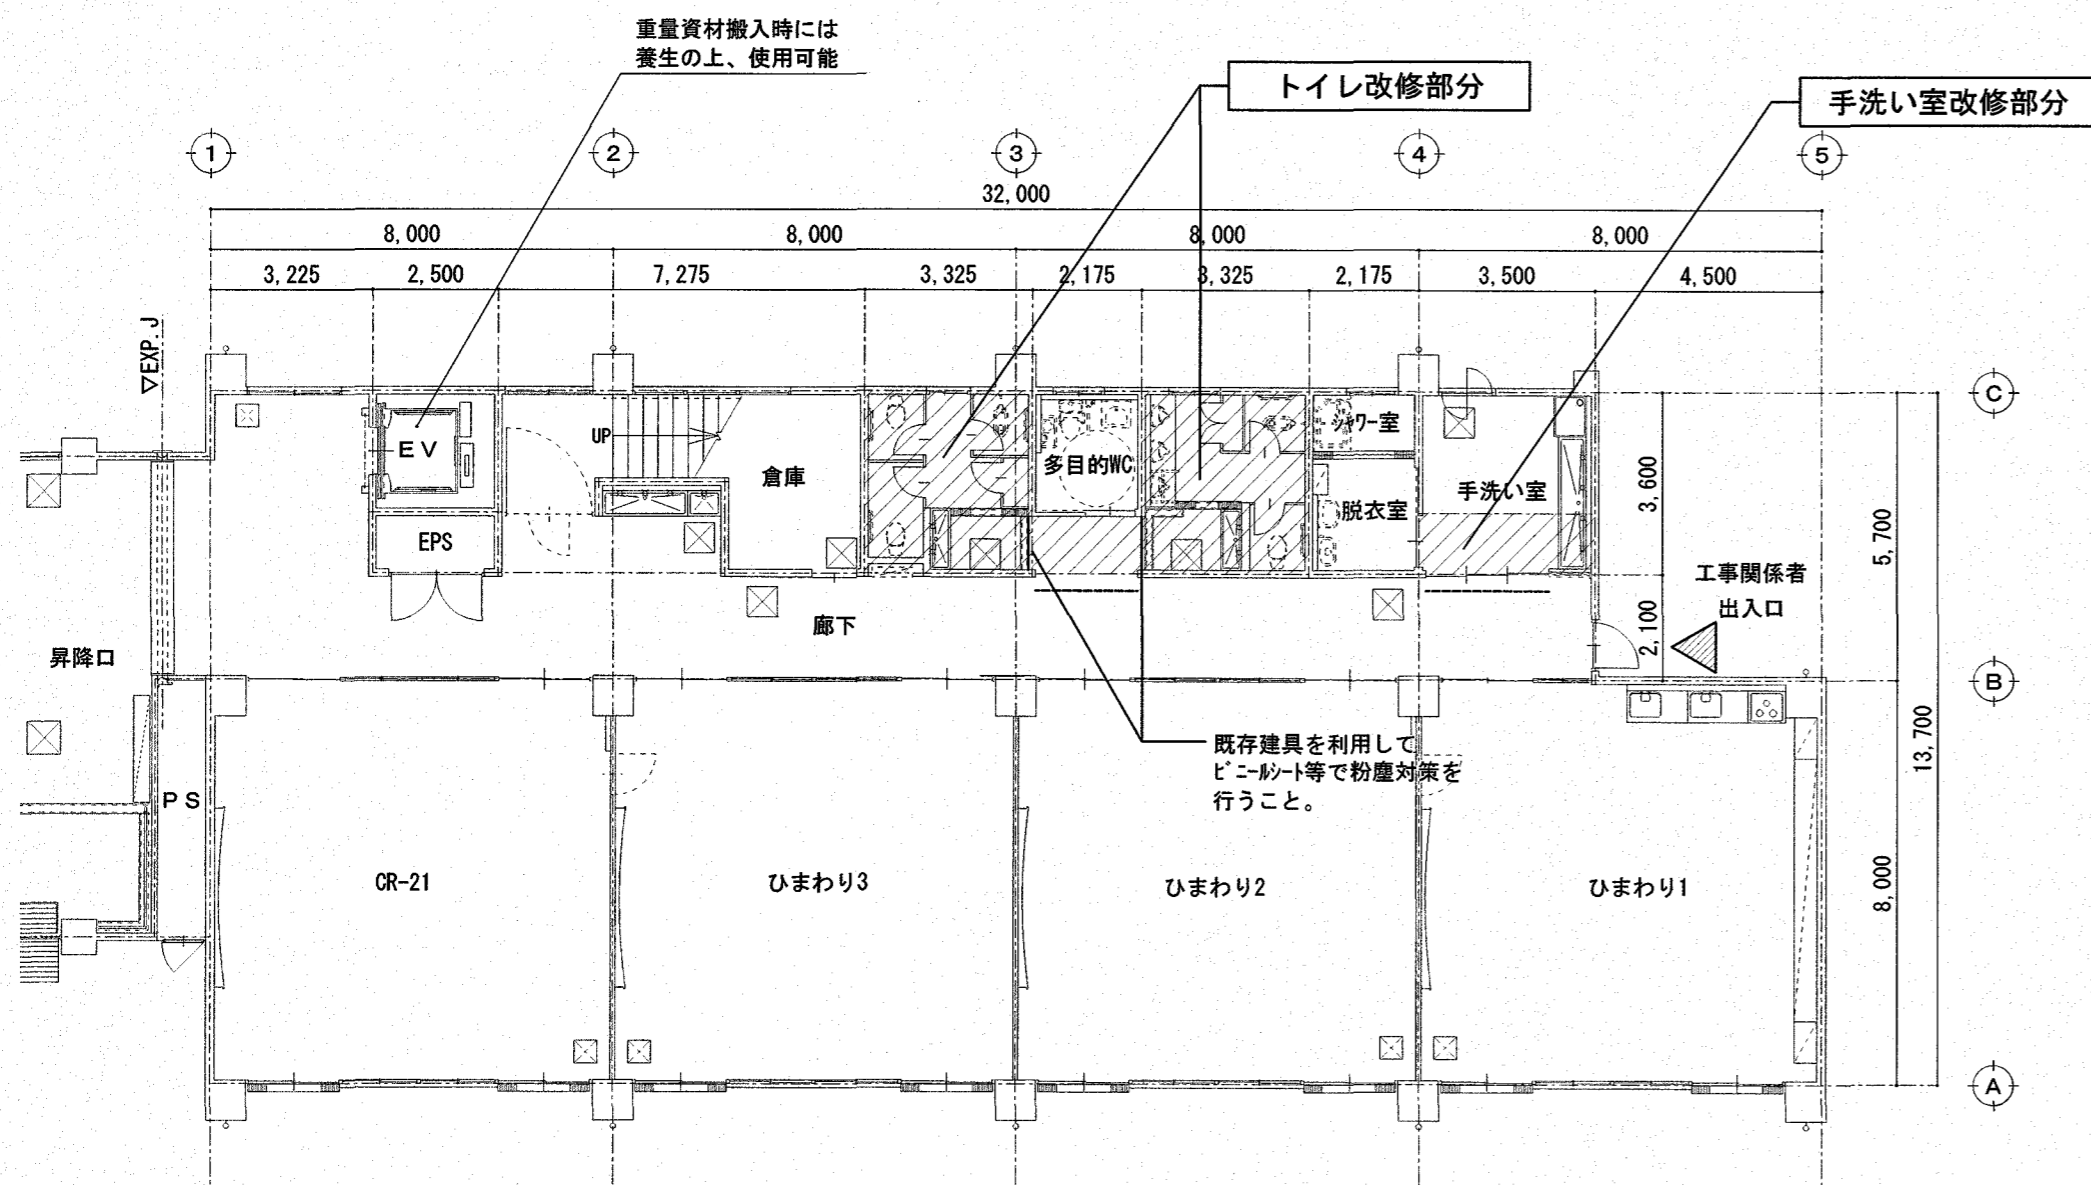 重量資材搬入時には
養生の上、使用可能
トイレ改修部分
手洗い室改修部分
1
2
3
4
5
32,000
8,000
8,000
8,000
8,000
3,225
2,500
7,275
3,325
2,175
3,325
2,175
3,500
4,500
▽EXP.J
C
EV
UP
倉庫
多目的WC
シャワー室
手洗い室
脱衣室
EPS
3,600
5,700
工事関係者
出入口
2,100
廊下
昇降口
B
既存建具を利用して
ビニールシート等で粉塵対策を
行うこと。
13,700
PS
CR-21
ひまわり3
ひまわり2
ひまわり1
8,000
A